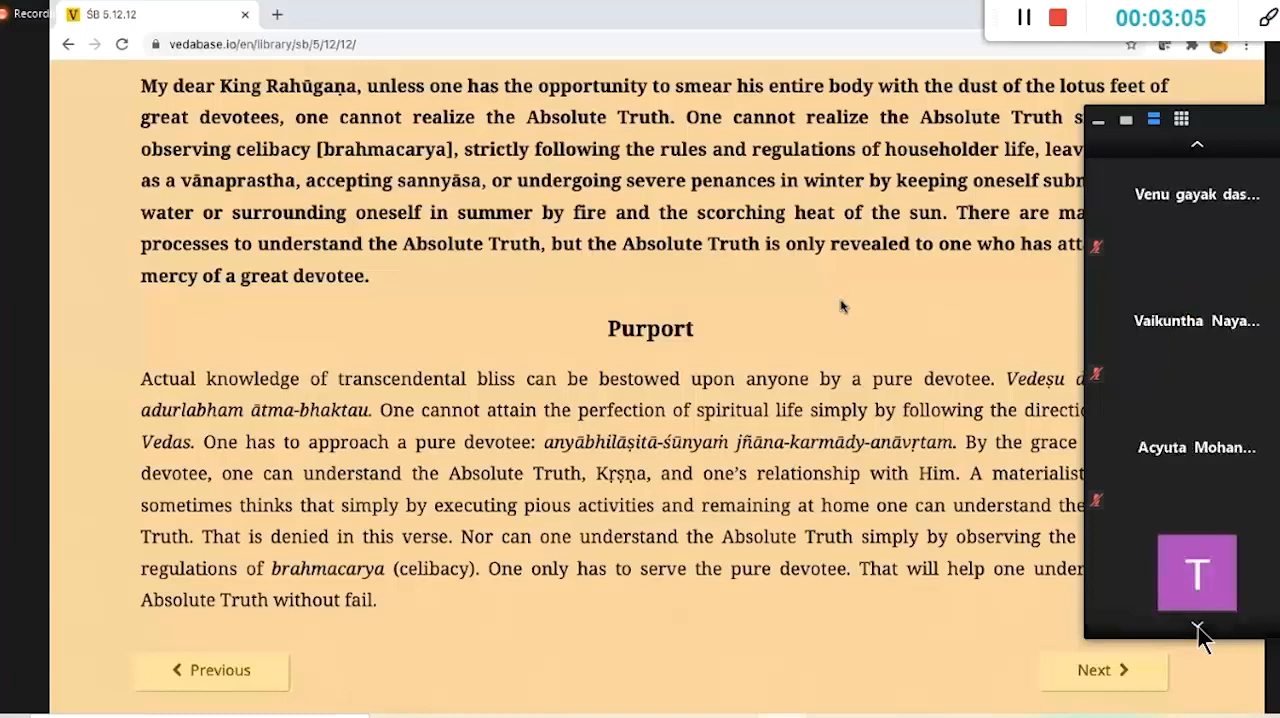 Recordi
V ŚB 5.12.12
00:03:05
vedabase.io/en/library/sb/5/12/12/
My dear King Rahūgaṇa, unless one has the opportunity to smear his entire body with the dust of the lotus feet of
great devotees, one cannot realize the Absolute Truth. One cannot realize the Absolute Truth s
observing celibacy [brahmacarya], strictly following the rules and regulations of householder life, leav
as a vānaprastha, accepting sannyāsa, or undergoing severe penances in winter by keeping oneself subn
water or surrounding oneself in summer by fire and the scorching heat of the sun. There are ma
processes to understand the Absolute Truth, but the Absolute Truth is only revealed to one who has att
mercy of a great devotee.
Purport
Actual knowledge of transcendental bliss can be bestowed upon anyone by a pure devotee. Vedeṣu d
adurlabham ātma-bhaktau. One cannot attain the perfection of spiritual life simply by following the directio
Vedas. One has to approach a pure devotee: anyābhilāṣitā-śūnyaṁ jñāna-karmādy-anāvṛtam. By the grace
devotee, one can understand the Absolute Truth, Kṛṣṇa, and one's relationship with Him. A materialist
sometimes thinks that simply by executing pious activities and remaining at home one can understand the
Truth. That is denied in this verse. Nor can one understand the Absolute Truth simply by observing the
regulations of brahmacarya (celibacy). One only has to serve the pure devotee. That will help one under
Absolute Truth without fail.
Previous
Next
Venu gayak das...
Vaikuntha Naya...
Acyuta Mohan...
T